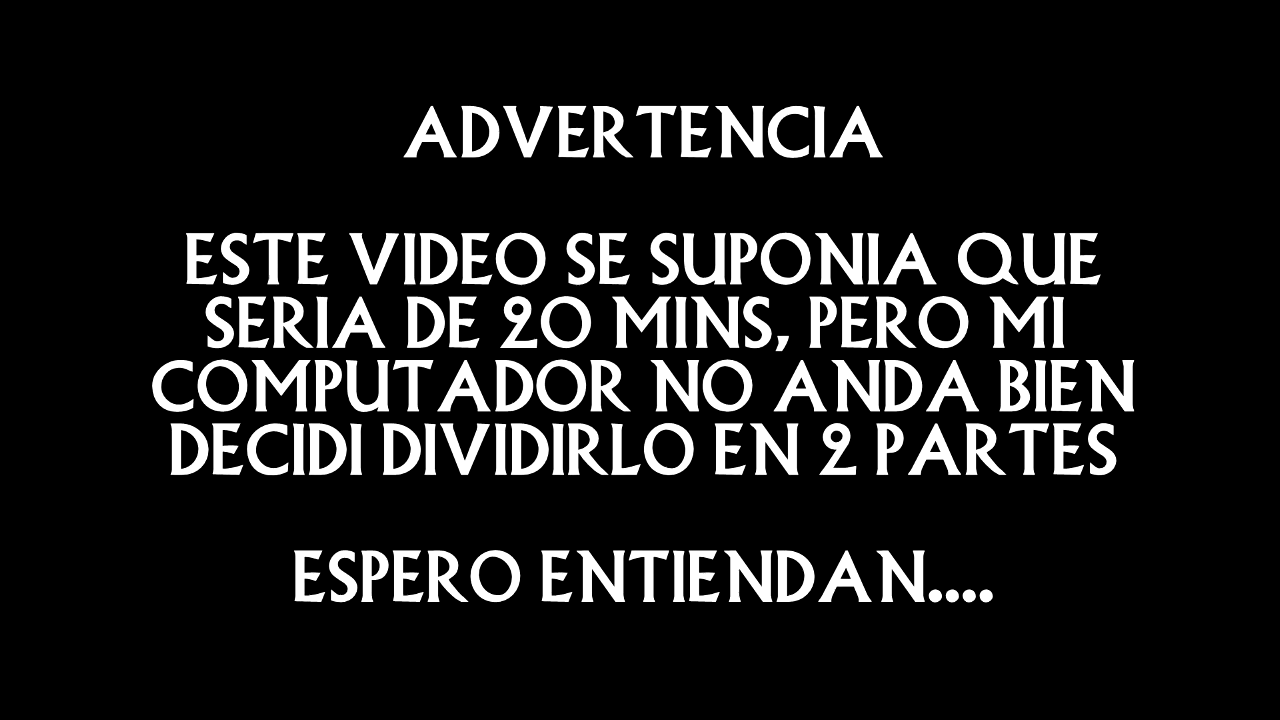 ADVERTENCIA
ESTE VIDEO SE SUPONIA QUE
SERIA DE 20 MINS, PERO MI
COMPUTADOR NO ANDA BIEN
DECIDI DIVIDIRLO EN 2 PARTES
ESPERO ENTIENDAN....